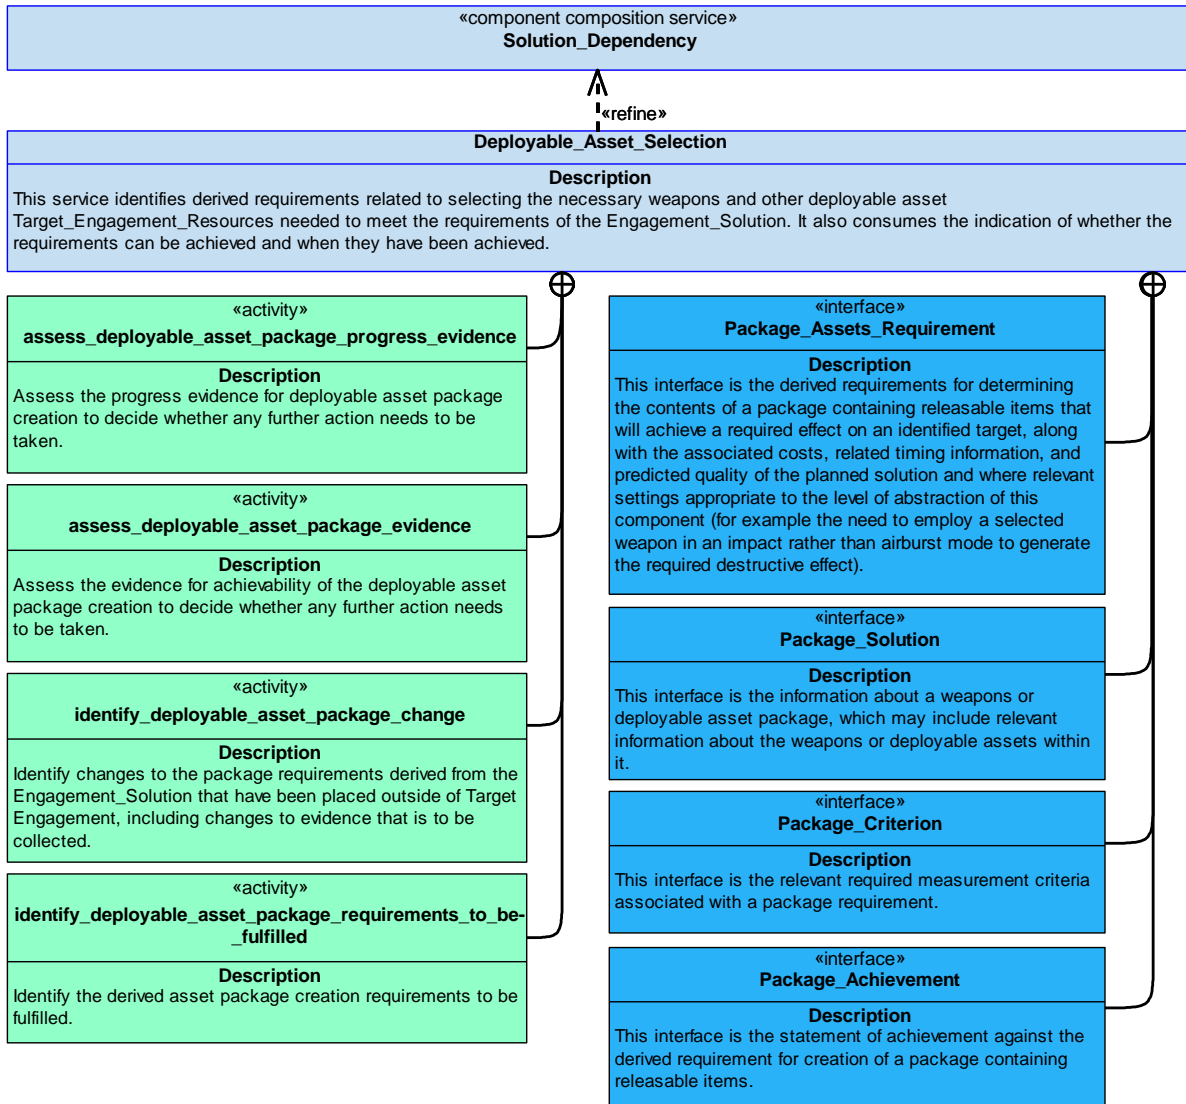 «component composition service»
Solution_Dependency
«refine»
Deployable_Asset_Selection
Description
This service identifies derived requirements related to selecting the necessary weapons and other deployable asset
Target_Engagement_Resources needed to meet the requirements of the Engagement_Solution. It also consumes the indication of whether the
requirements can be achieved and when they have been achieved.
«activity»
assess_deployable_asset_package_progress_evidence
Description
Assess the progress evidence for deployable asset package
creation to decide whether any further action needs to be
taken.
«activity»
assess_deployable_asset_package_evidence
Description
Assess the evidence for achievability of the deployable asset
package creation to decide whether any further action needs
to be taken.
«activity»
identify_deployable_asset_package_change
Description
Identify changes to the package requirements derived from the
Engagement_Solution that have been placed outside of Target
Engagement, including changes to evidence that is to be
collected.
«activity»
identify_deployable_asset_package_requirements_to_be-
_fulfilled
Description
Identify the derived asset package creation requirements to be
fulfilled.
«interface»
Package_Assets_Requirement
Description
This interface is the derived requirements for determining
the contents of a package containing releasable items that
will achieve a required effect on an identified target, along
with the associated costs, related timing information, and
predicted quality of the planned solution and where relevant
settings appropriate to the level of abstraction of this
component (for example the need to employ a selected
weapon in an impact rather than airburst mode to generate
the required destructive effect).
«interface»
Package_Solution
Description
This interface is the information about a weapons or
deployable asset package, which may include relevant
information about the weapons or deployable assets within
it.
«interface»
Package_Criterion
Description
This interface is the relevant required measurement criteria
associated with a package requirement.
«interface»
Package_Achievement
Description
This interface is the statement of achievement against the
derived requirement for creation of a package containing
releasable items.